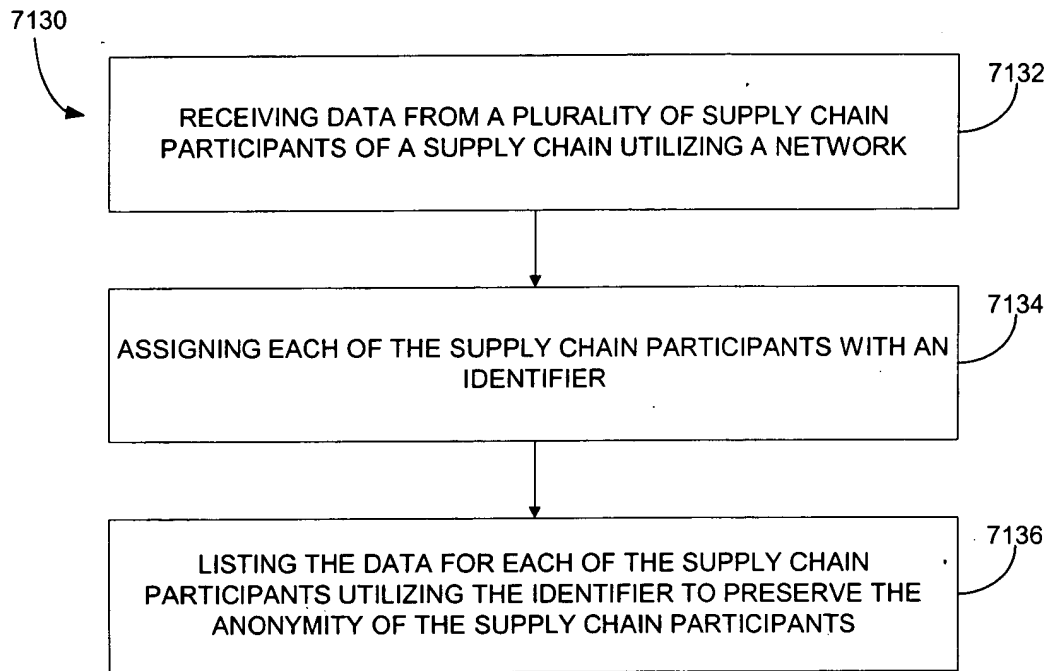 7130
7132
RECEIVING DATA FROM A PLURALITY OF SUPPLY CHAIN
PARTICIPANTS OF A SUPPLY CHAIN UTILIZING A NETWORK
7134
ASSIGNING EACH OF THE SUPPLY CHAIN PARTICIPANTS WITH AN
IDENTIFIER
7136
LISTING THE DATA FOR EACH OF THE SUPPLY CHAIN
PARTICIPANTS UTILIZING THE IDENTIFIER TO PRESERVE THE
ANONYMITY OF THE SUPPLY CHAIN PARTICIPANTS